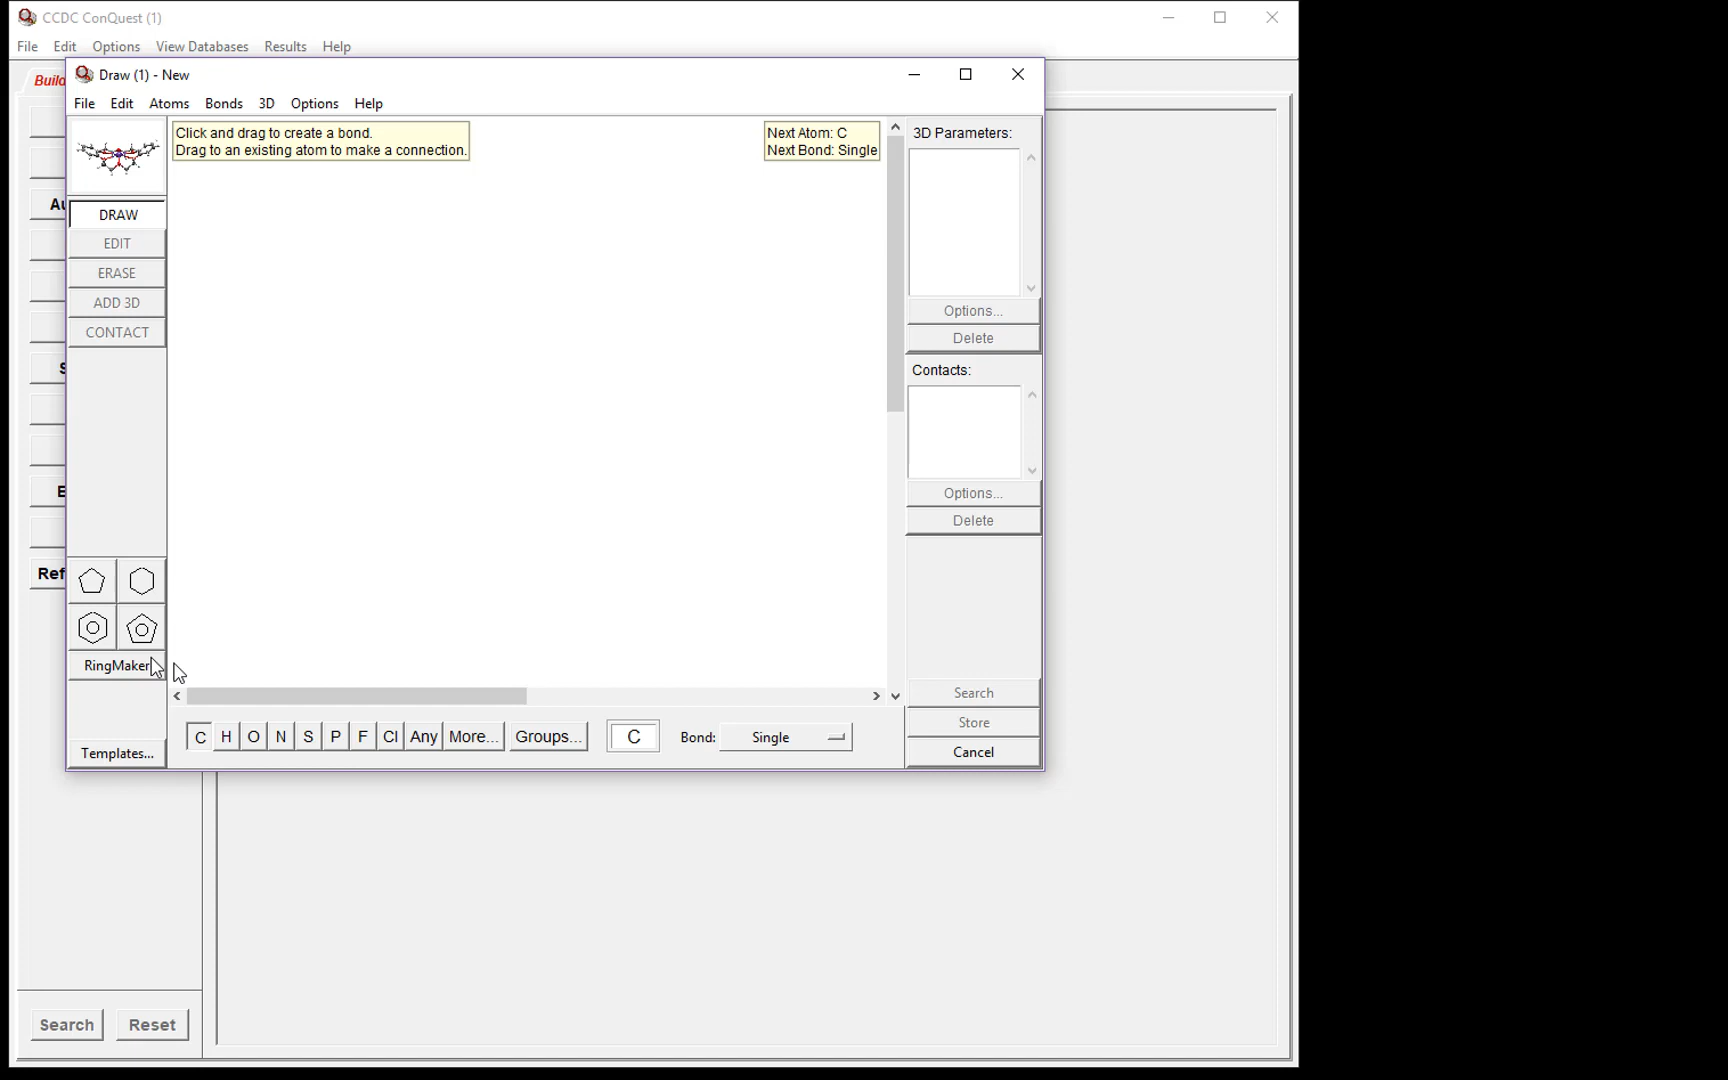 CCDC ConQuest (1)
File Edit Options View Databases Results Help
Build
Draw (1) - New
File Edit Atoms Bonds 3D Options Help
Click and drag to create a bond.
Drag to an existing atom to make a connection.
Next Atom: C
Next Bond: Single
3D Parameters:
DRAW
EDIT
ERASE
ADD 3D
CONTACT
Options...
Delete
Contacts:
Options...
Delete
Au
S
E
Ref
RingMaker
Templates...
C H O N S P F Cl Any More... Groups... C Bond: Single
Search
Store
Cancel
Search Reset